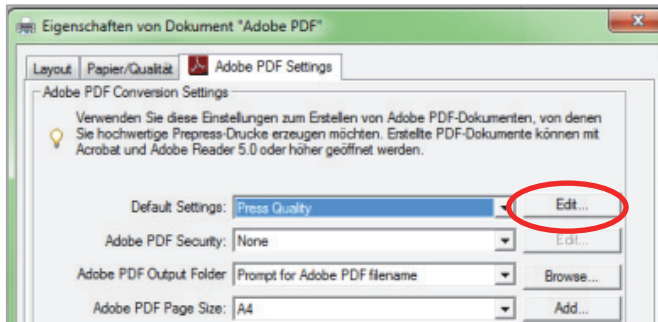 Eigenschaften von Dokument "Adobe PDF"
Layout Papier/Qualität Adobe PDF Settings
Adobe PDF Conversion Settings
Verwenden Sie diese Einstellungen zum Erstellen von Adobe PDF-Dokumenten, von denen
Sie hochwertige Prepress-Drucke erzeugen möchten. Erstellte PDF-Dokumente können mit
Acrobat und Adobe Reader 5.0 oder höher geöffnet werden.
Default Settings: Press Quality Edt...
Adobe PDF Security: None Edt...
Adobe PDF Output Folder Prompt for Adobe PDF filename Browse...
Adobe PDF Page Size: A4 Add...